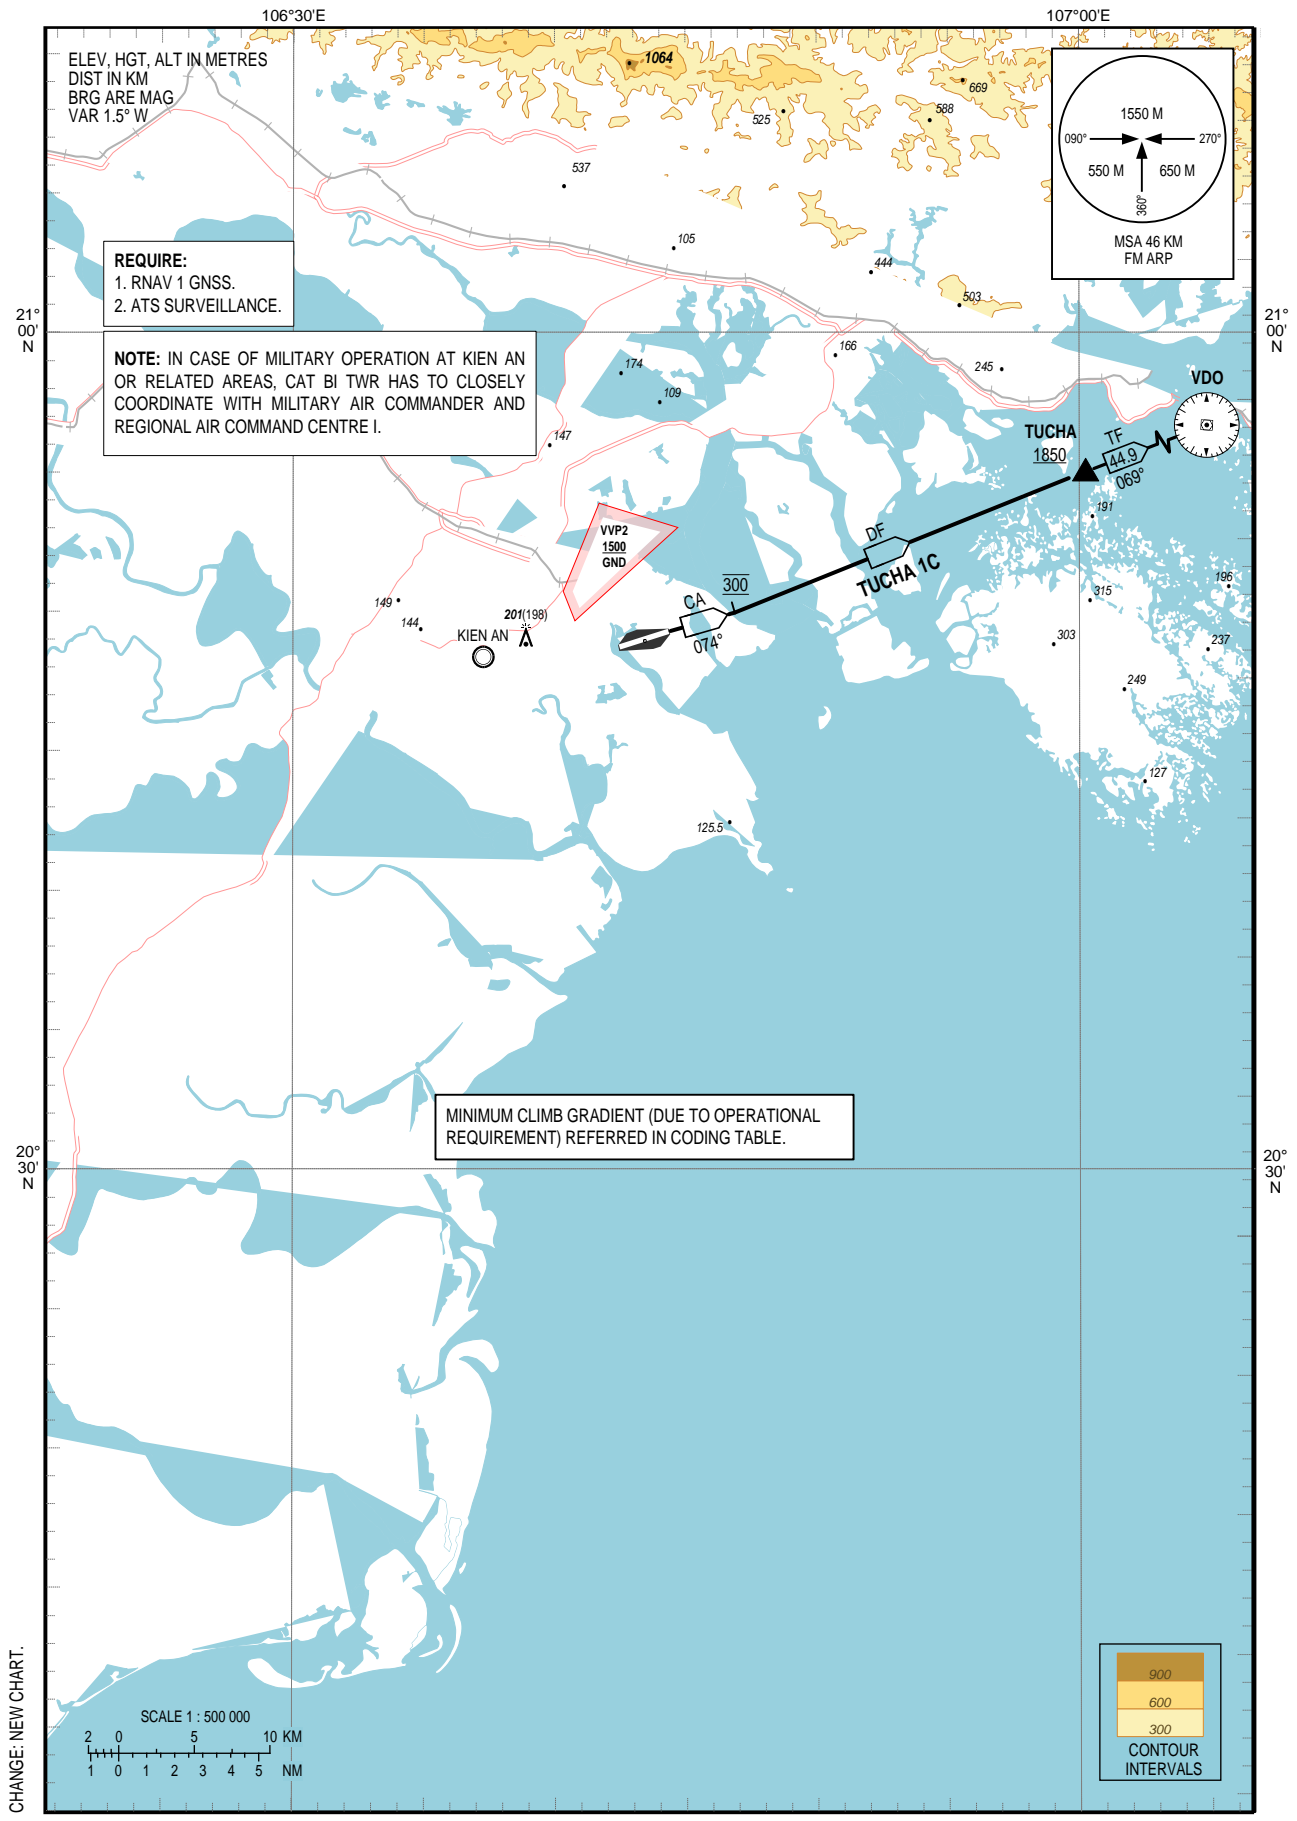 106°30'E
107°00'E
ELEV, HGT, ALT IN METRES
DIST IN KM
BRG ARE MAG
VAR 1.5° W
1064
669
588
525
537
105
444
503
1550 M
090°
270°
550 M
650 M
360°
MSA 46 KM
FM ARP
REQUIRE:
1. RNAV 1 GNSS.
2. ATS SURVEILLANCE.
21°
00'
N
21°
00'
N
NOTE: IN CASE OF MILITARY OPERATION AT KIEN AN
OR RELATED AREAS, CAT BI TWR HAS TO CLOSELY
COORDINATE WITH MILITARY AIR COMMANDER AND
REGIONAL AIR COMMAND CENTRE I.
166
174
245
109
147
VDO
TUCHA
1850
TF
44.9
069°
191
VVP2
1500
GND
DF
TUCHA 1C
300
CA
074°
149
144
201(198)
KIEN AN
315
196
303
237
249
127
125.5
MINIMUM CLIMB GRADIENT (DUE TO OPERATIONAL
REQUIREMENT) REFERRED IN CODING TABLE.
20°
30'
N
20°
30'
N
CHANGE: NEW CHART.
SCALE 1 : 500 000
2 0 5 10 KM
1 0 1 2 3 4 5 NM
900
600
300
CONTOUR
INTERVALS